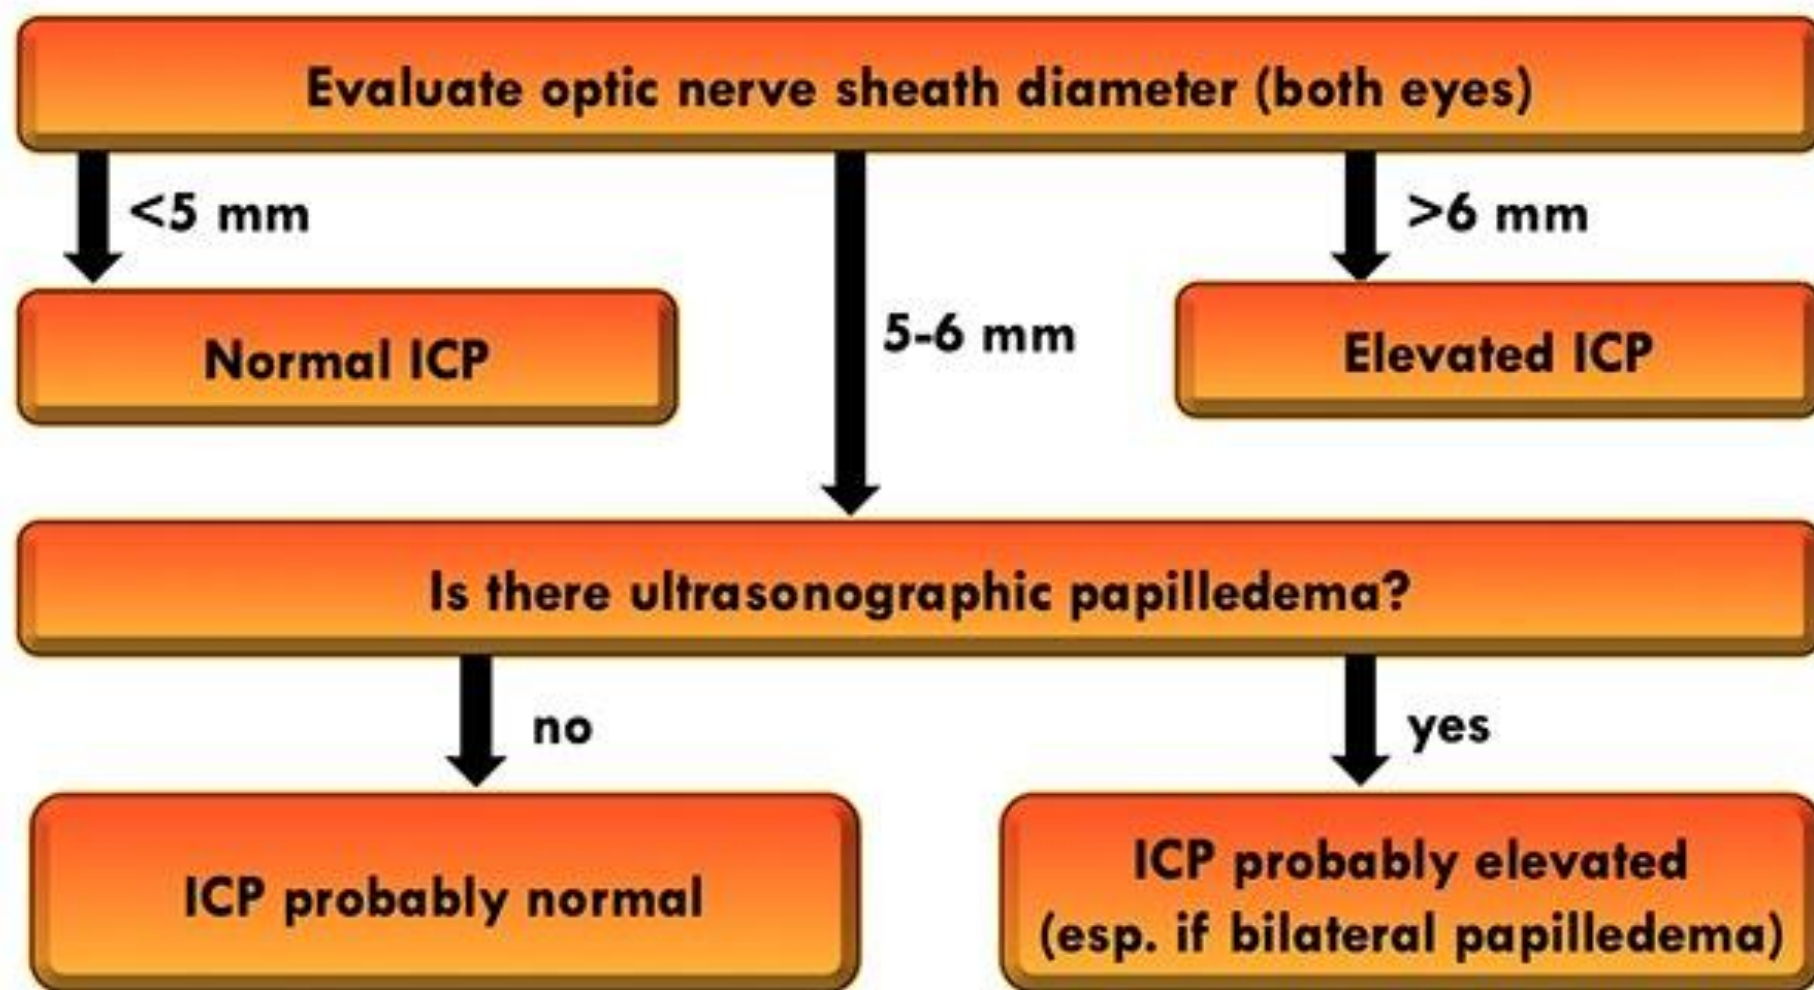 Evaluate optic nerve sheath diameter (both eyes)
<5 mm
>6 mm
5-6 mm
Normal ICP
Elevated ICP
Is there ultrasonographic papilledema?
no
yes
ICP probably normal
ICP probably elevated
(esp. if bilateral papilledema)